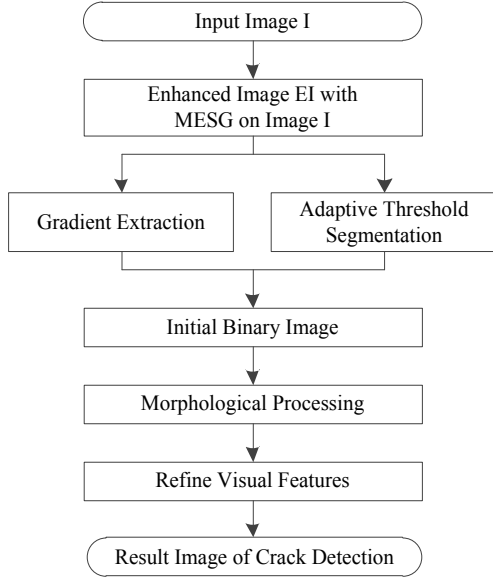 Input Image I
Enhanced Image EI with
MESG on Image I
Gradient Extraction
Adaptive Threshold
Segmentation
Initial Binary Image
Morphological Processing
Refine Visual Features
Result Image of Crack Detection